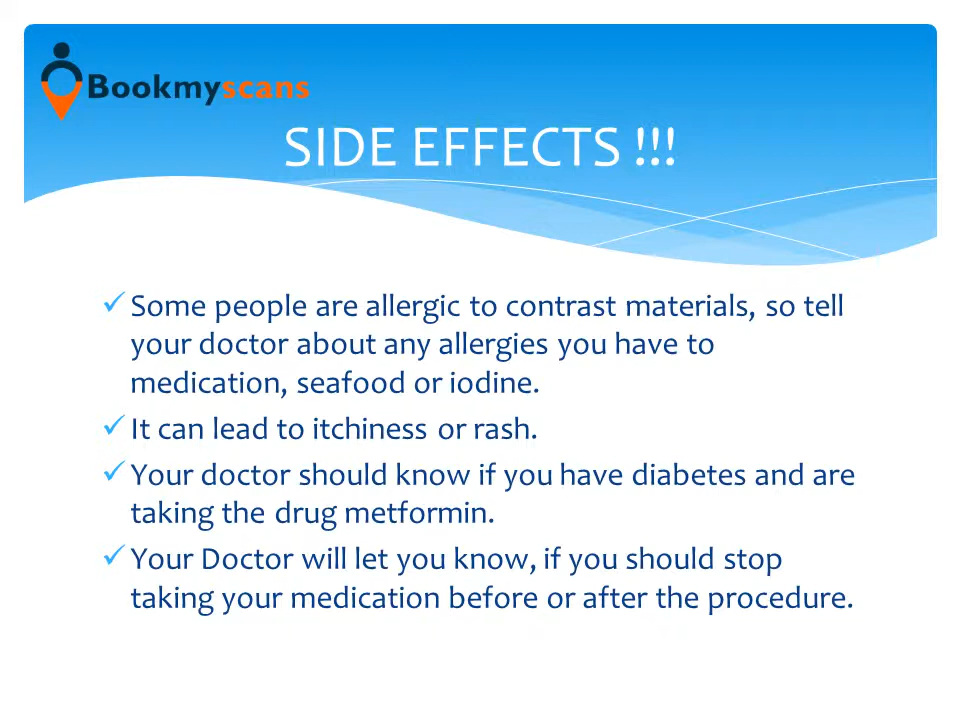 Bookmyscans
SIDE EFFECTS !!!
✓Some people are allergic to contrast materials, so tell
your doctor about any allergies you have to
medication, seafood or iodine.
✓It can lead to itchiness or rash.
✓Your doctor should know if you have diabetes and are
taking the drug metformin.
✓Your Doctor will let you know, if you should stop
taking your medication before or after the procedure.